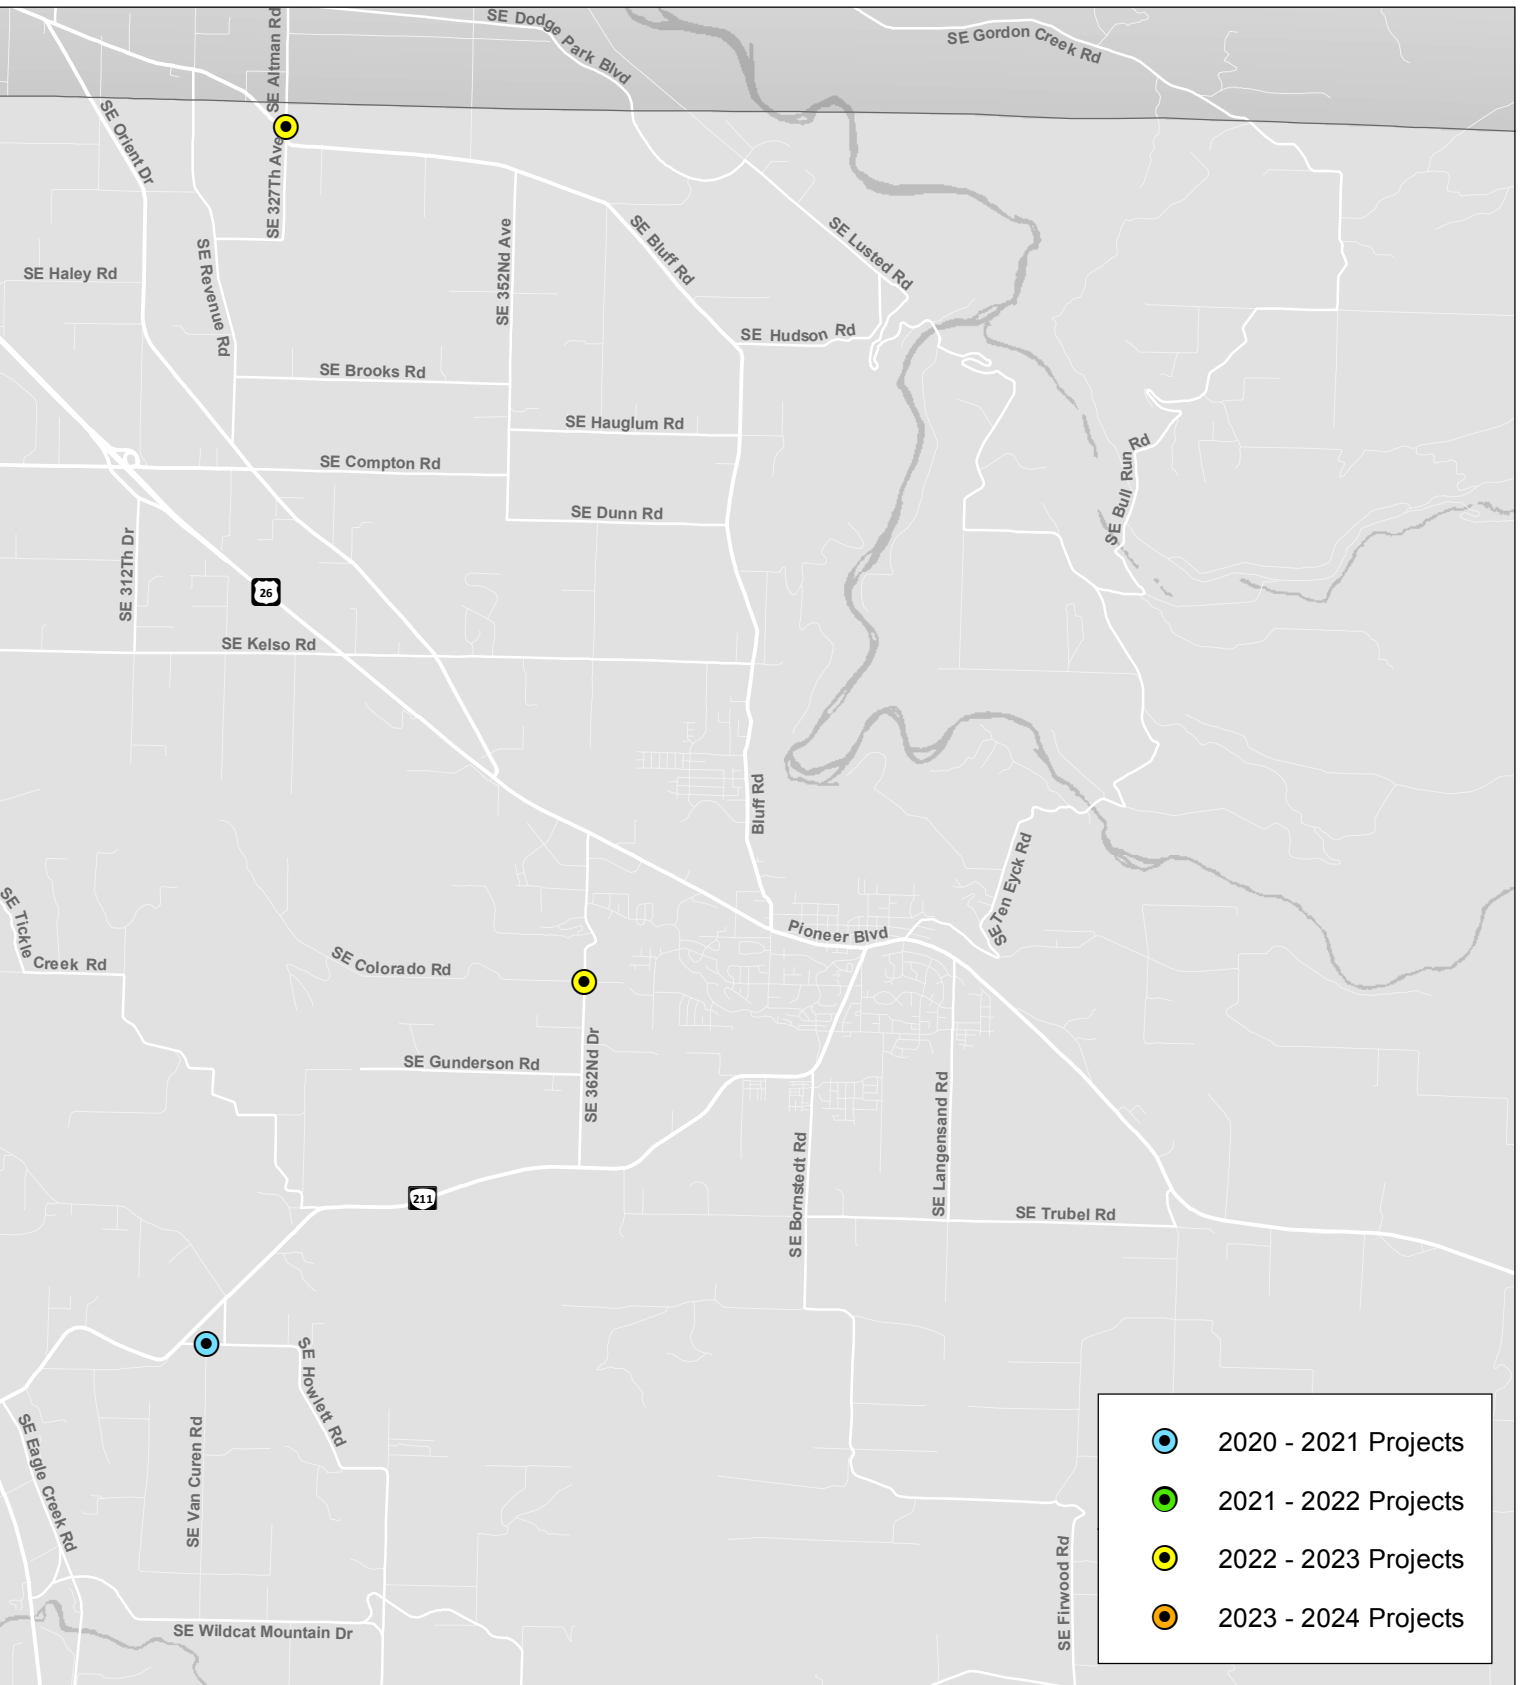 SE Dodge Park Blvd
SE Gordon Creek Rd
SE Altman Rd
SE Orient Dr
SE 327Th Ave
SE Revenue Rd
SE 352Nd Ave
SE Bluff Rd
SE Lusted Rd
SE Haley Rd
SE Hudson Rd
SE Brooks Rd
SE Hauglum Rd
SE Compton Rd
SE Bull Run Rd
SE Dunn Rd
SE 312Th Dr
26
SE Kelso Rd
Bluff Rd
SE Ten Eyck Rd
SE Tickle Creek Rd
Pioneer Blvd
SE Colorado Rd
SE Gunderson Rd
SE 362Nd Dr
SE Langensand Rd
SE Bornstedt Rd
211
SE Trubel Rd
SE Howlett Rd
SE Eagle Creek Rd
SE Van Curen Rd
SE Firwood Rd
SE Wildcat Mountain Dr
2020 - 2021 Projects
2021 - 2022 Projects
2022 - 2023 Projects
2023 - 2024 Projects